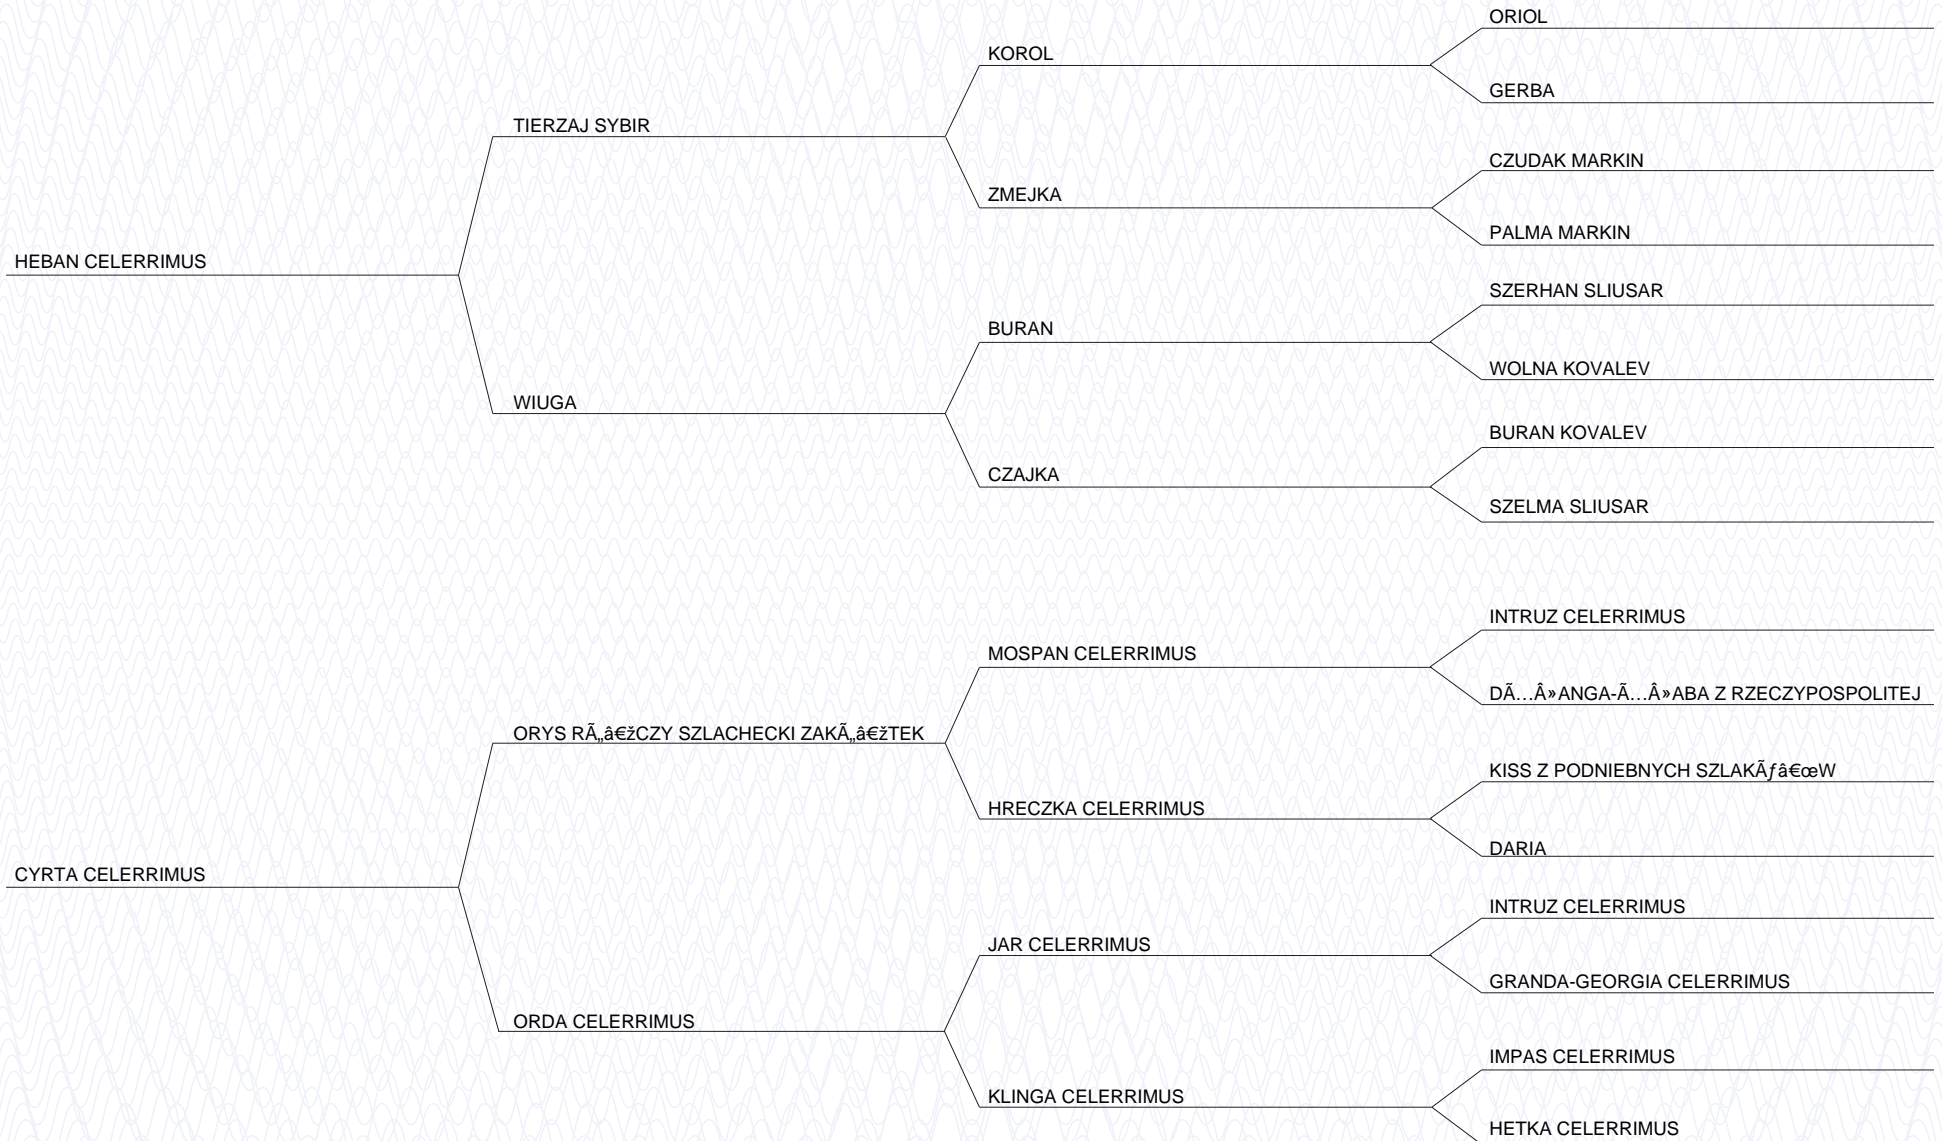 ORIOL
KOROL
GERBA
TIERZAJ SYBIR
CZUDAK MARKIN
ZMEJKA
PALMA MARKIN
HEBAN CELERRIMUS
SZERHAN SLIUSAR
BURAN
WOLNA KOVALEV
WIUGA
BURAN KOVALEV
CZAJKA
SZELMA SLIUSAR
INTRUZ CELERRIMUS
MOSPAN CELERRIMUS
DÃ…Â»ANGA-Ã…Â»ABA Z RZECZYPOSPOLITEJ
ORYS RÃ„â€žCZY SZLACHECKI ZAKÃ„â€žTEK
KISS Z PODNIEBNYCH SZLAKÃƒâ€œW
HRECZKA CELERRIMUS
DARIA
CYRTA CELERRIMUS
INTRUZ CELERRIMUS
JAR CELERRIMUS
GRANDA-GEORGIA CELERRIMUS
ORDA CELERRIMUS
IMPAS CELERRIMUS
KLINGA CELERRIMUS
HETKA CELERRIMUS